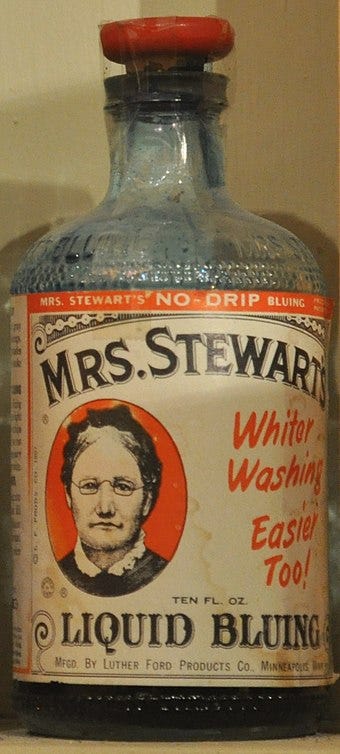 MRS. STEWART'S NO-DRIP BLUING
MRS. STEWART'S
Whiter
Washing
Easier
Too!
TEN FL. OZ.
LIQUID BLUING
MFGD. BY LUTHER FORD PRODUCTS CO., MINNEAPOLIS,